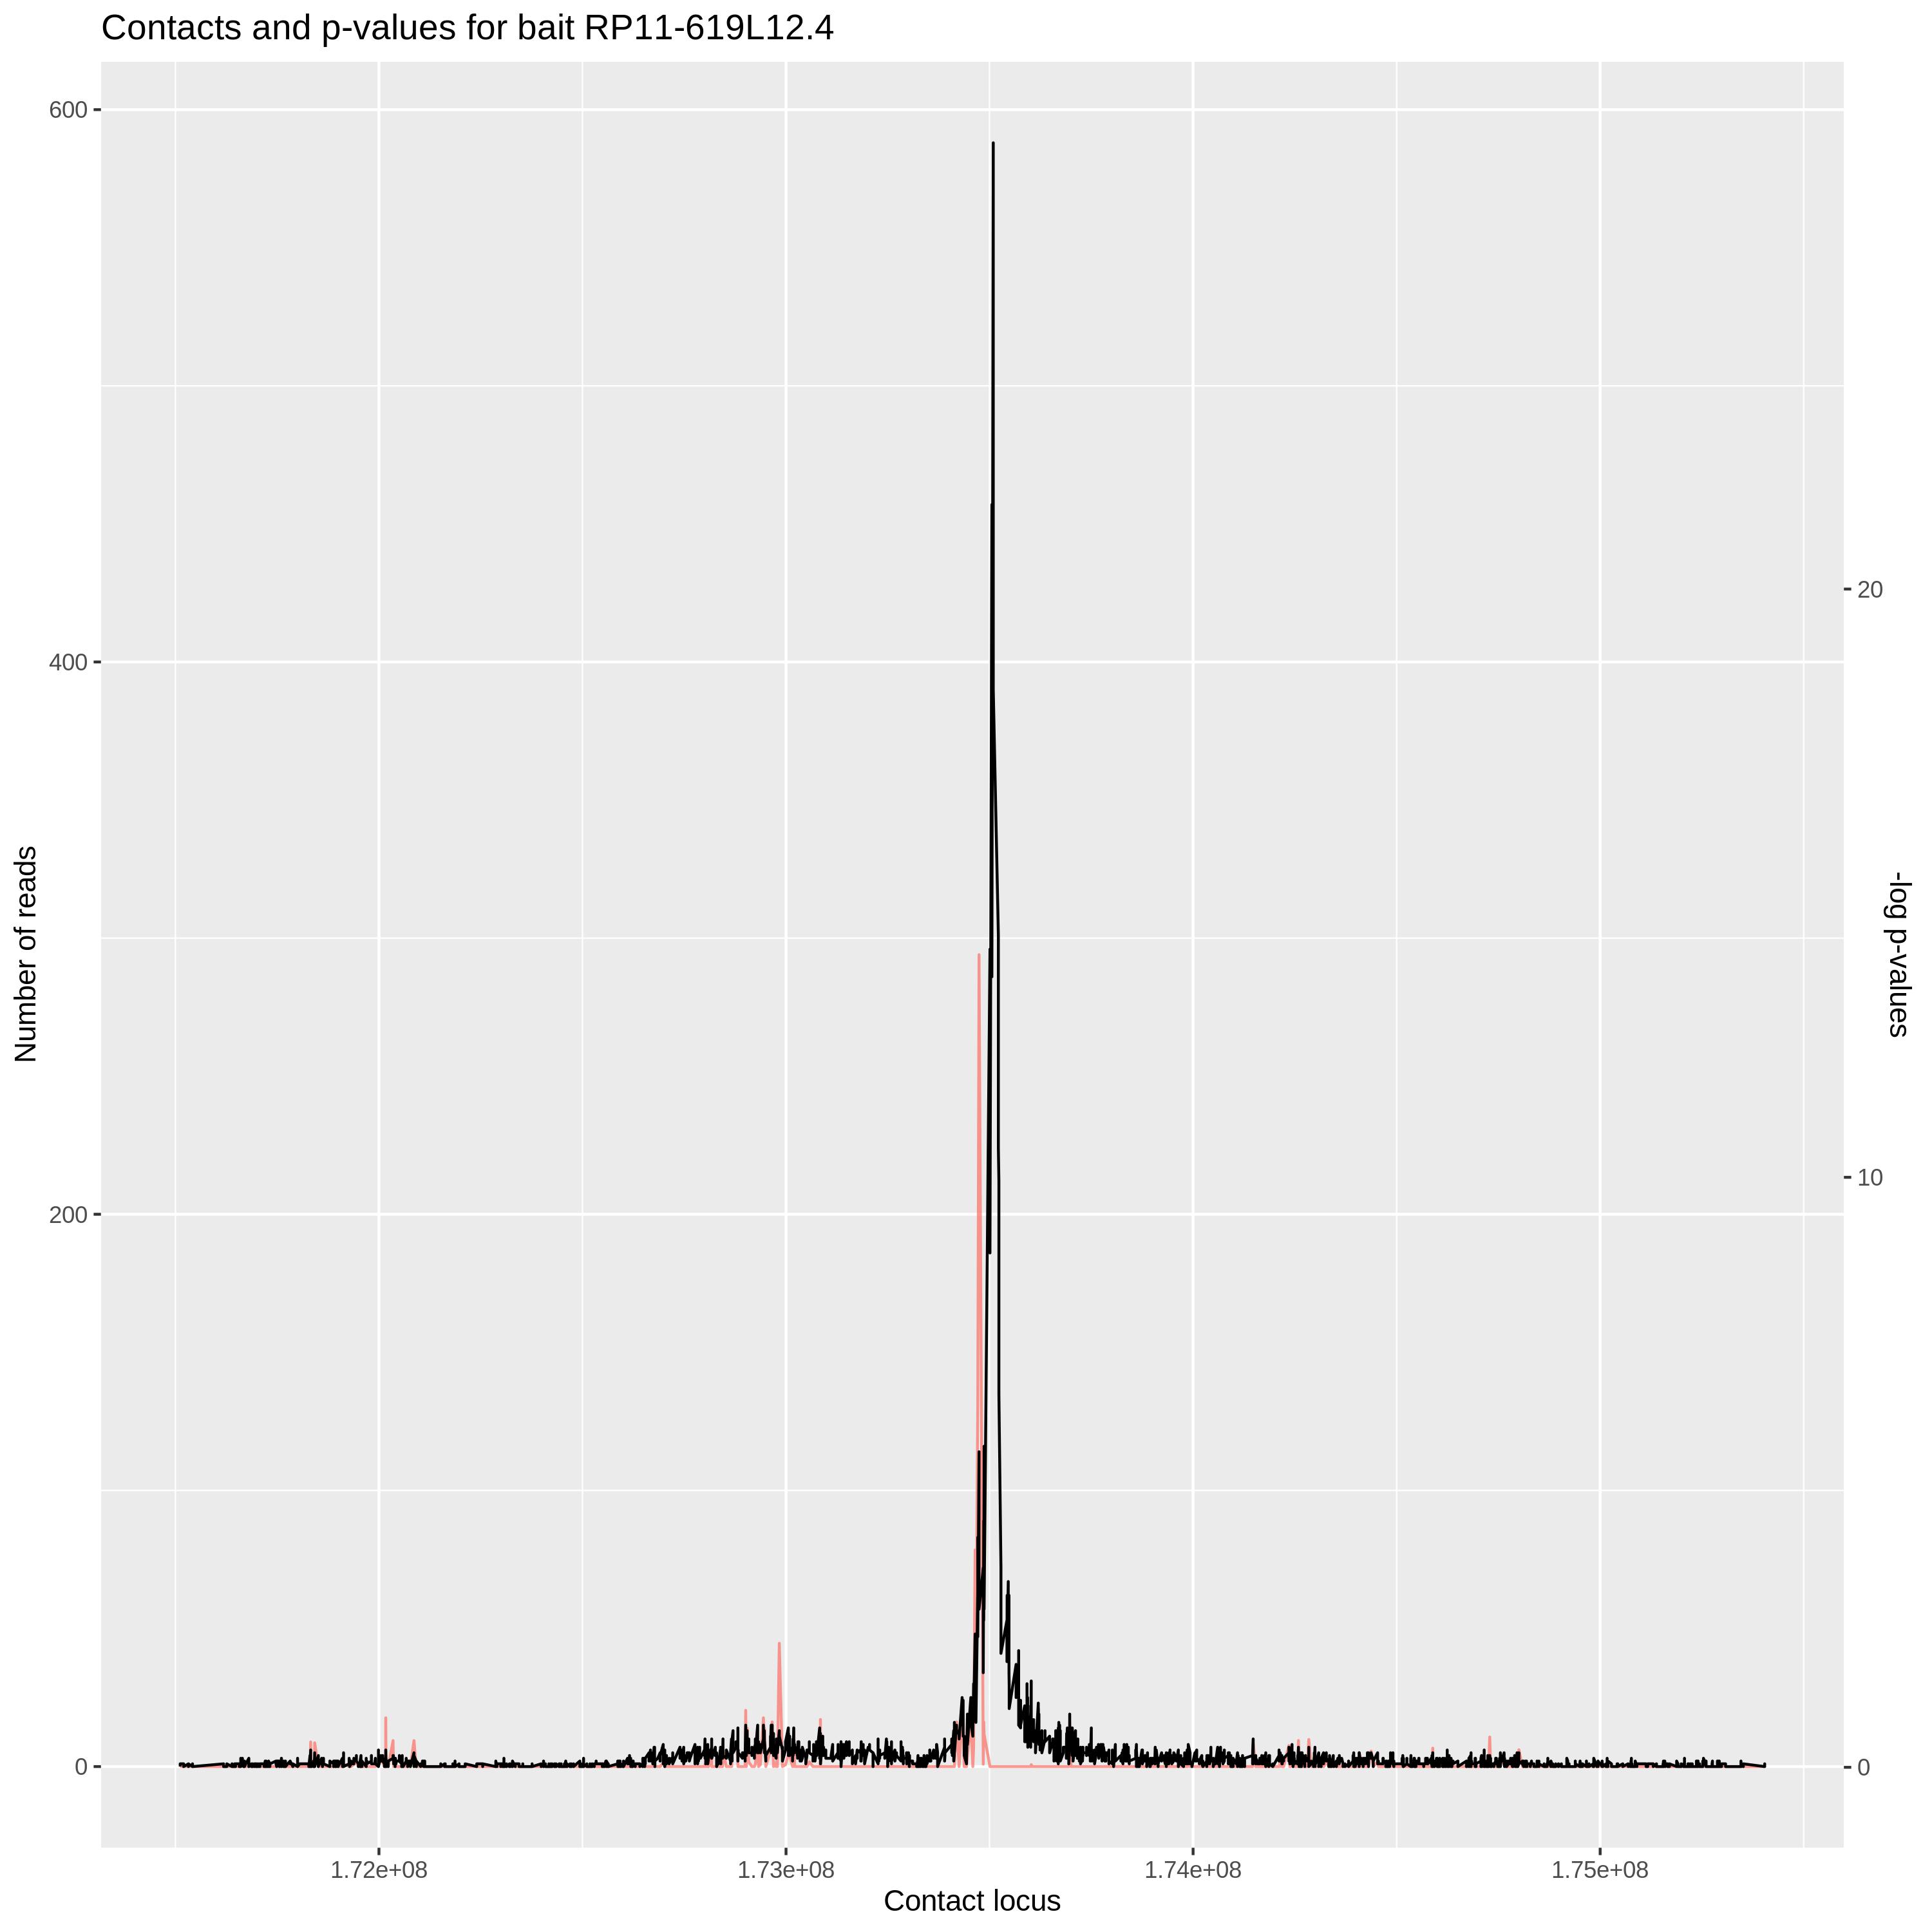 Contacts and p-values for bait RP11-619L12.4
600
400
200
0
Number of reads
20
10
0
-log p-values
1.72e+08
1.73e+08
1.74e+08
1.75e+08
Contact locus